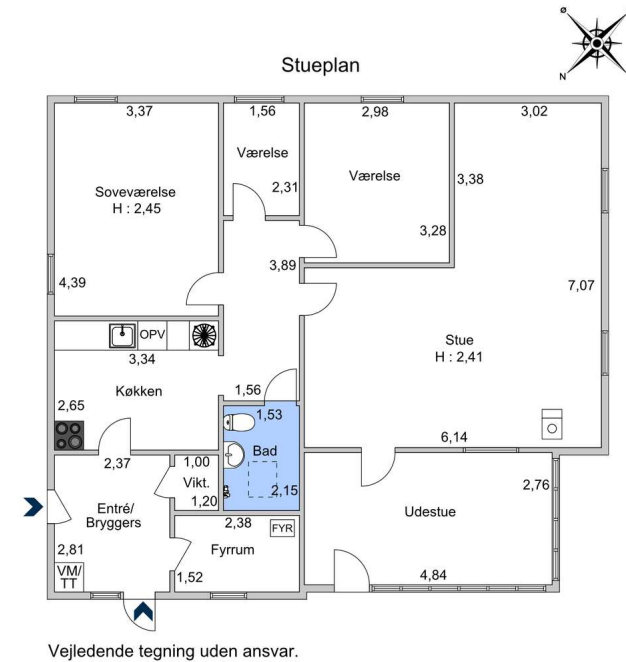 Ø
N
Stueplan
3,37
1,56
2,98
3,02
Værelse
Værelse
3,38
Soveværelse
H : 2,45
2,31
3,28
3,89
4,39
7,07
OPV
3,34
Stue
H : 2,41
Køkken
1,56
2,65
1,53
6,14
Bad
2,37
1,00
Vikt.
1,20
2,15
2,76
Entré/
Bryggers
Udestue
2,38
FYR
2,81
Fyrrum
VM/
TT
1,52
4,84
Vejledende tegning uden ansvar.